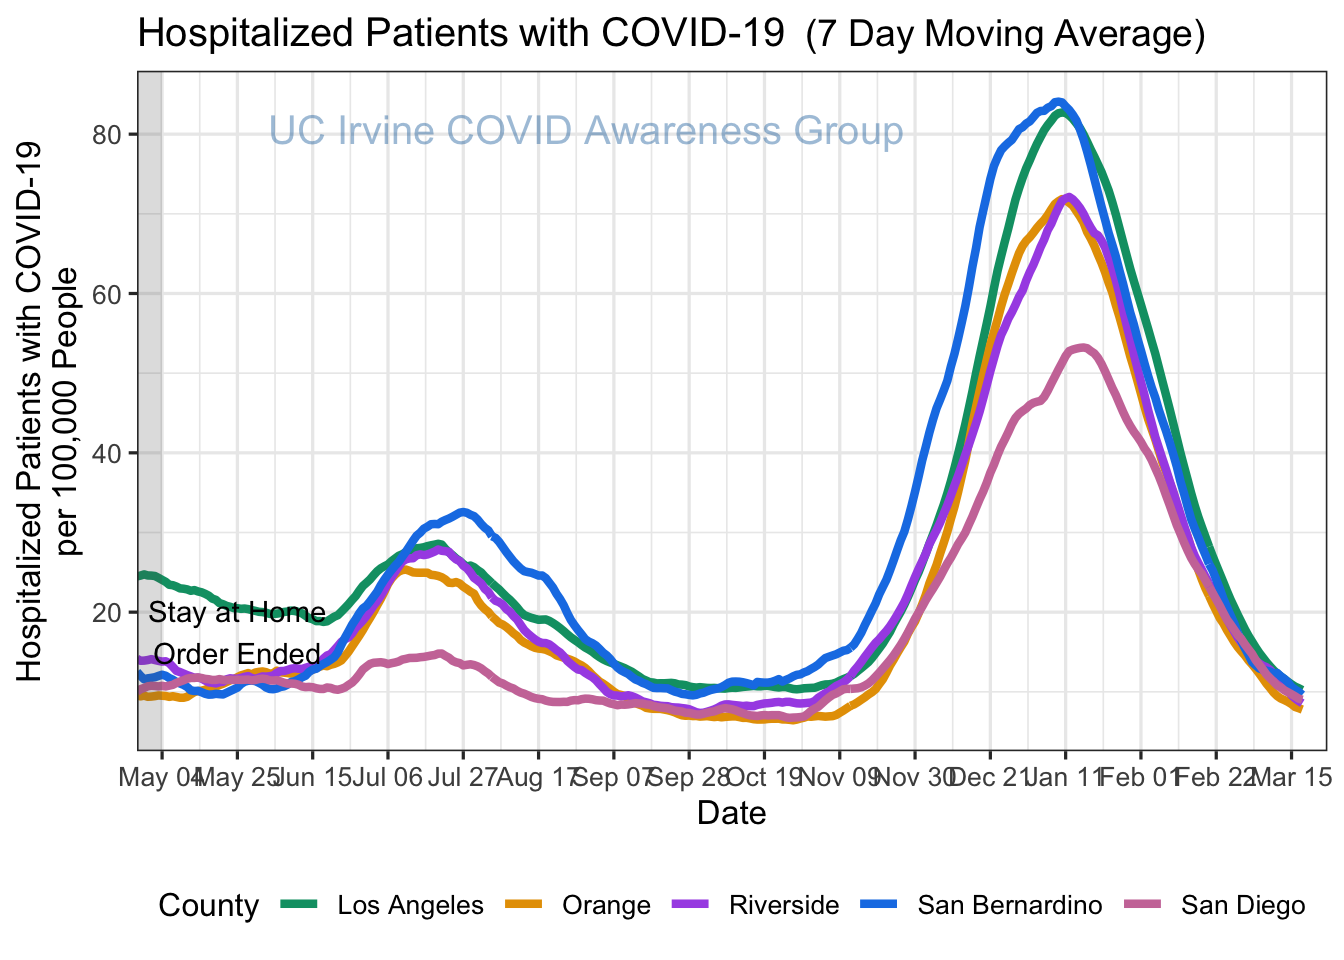 Hospitalized Patients with COVID-19 (7 Day Moving Average)
Hospitalized Patients with COVID-19
per 100,000 People
80
60
40
20
UC Irvine COVID Awareness Group
Stay at Home
Order Ended
May 04 May 25 Jun 15 Jul 06 Jul 27 Aug 17 Sep 07 Sep 28 Oct 19 Nov 09 Nov 30 Dec 21 Jan 11 Feb 01 Feb 22 Mar 15
Date
County Los Angeles Orange Riverside San Bernardino San Diego